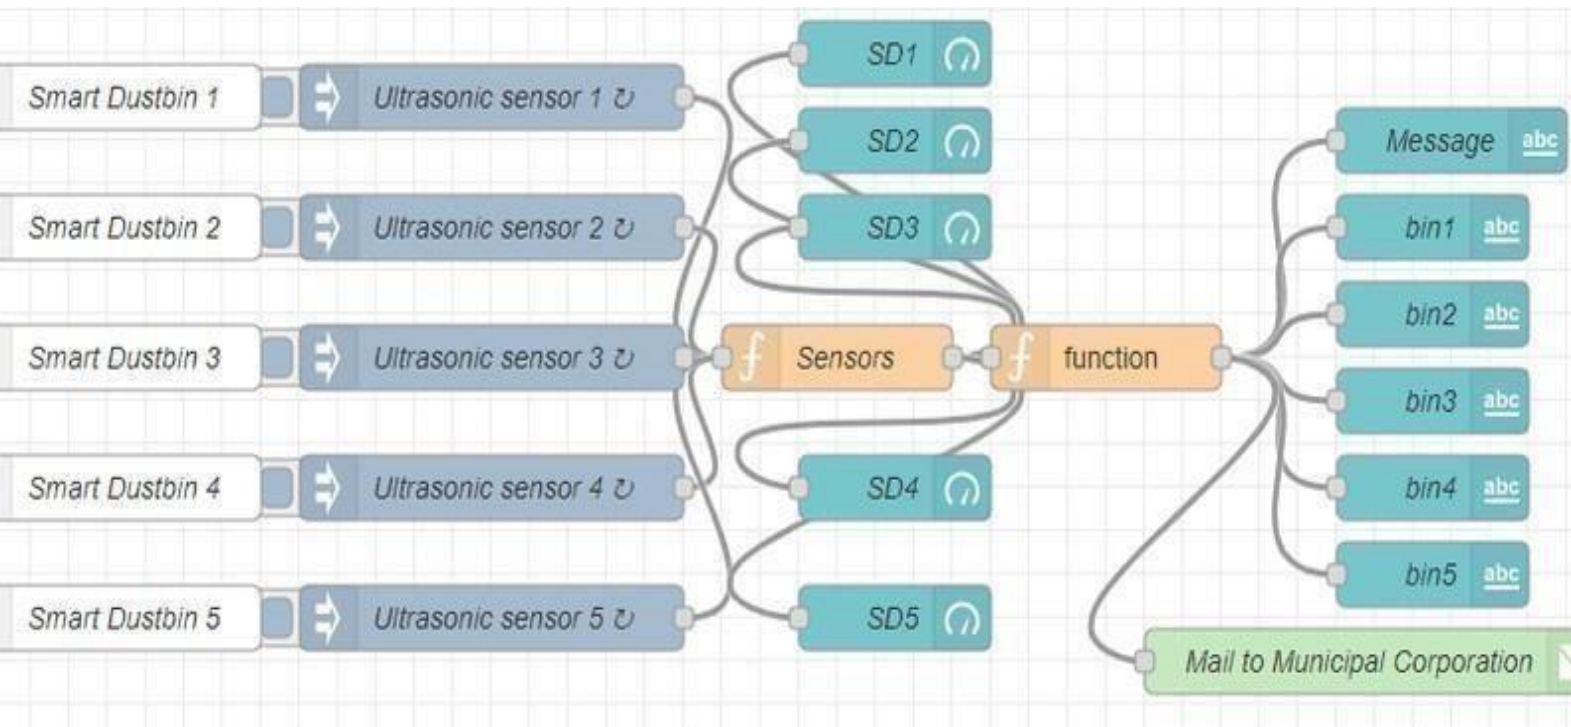 Smart Dustbin 1
Ultrasonic sensor 1 ↻
Smart Dustbin 2
Ultrasonic sensor 2 ↻
Smart Dustbin 3
Ultrasonic sensor 3 ↻
Smart Dustbin 4
Ultrasonic sensor 4 ↻
Smart Dustbin 5
Ultrasonic sensor 5 ↻
SD1
SD2
SD3
Sensors
function
SD4
SD5
Message abc
bin1 abc
bin2 abc
bin3 abc
bin4 abc
bin5 abc
Mail to Municipal Corporation